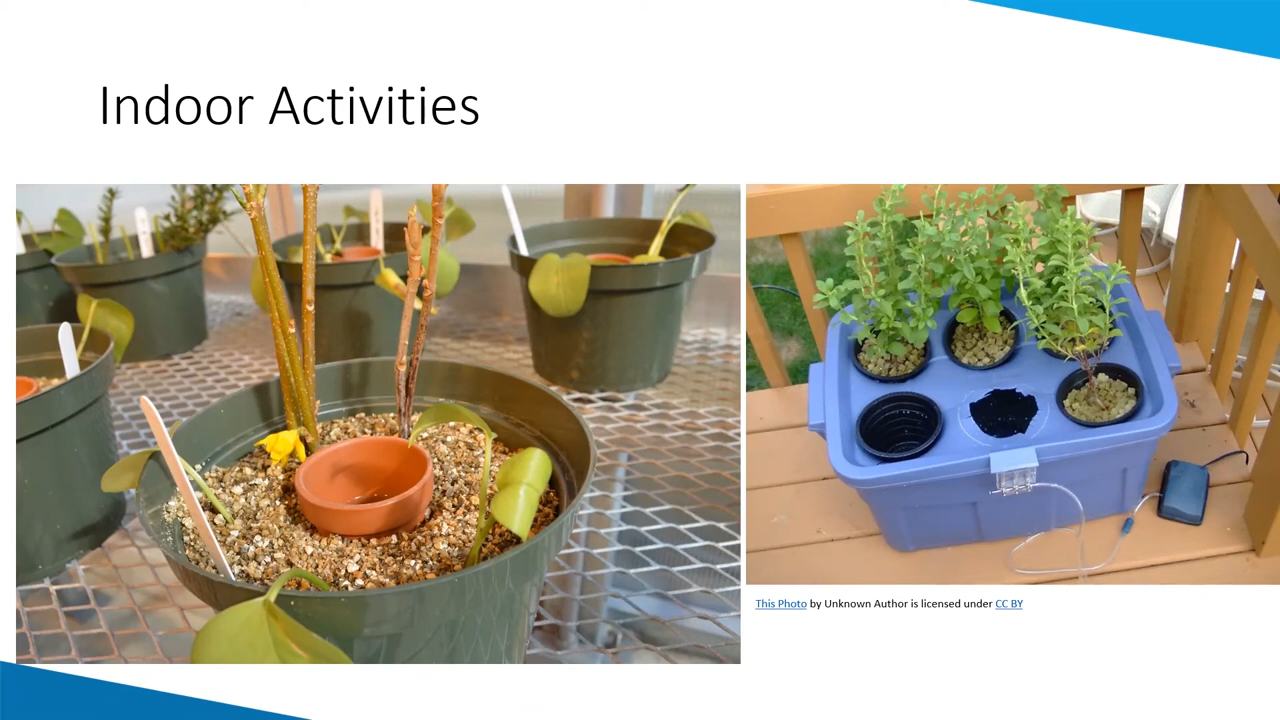 Indoor Activities
This Photo by Unknown Author is licensed under CC BY